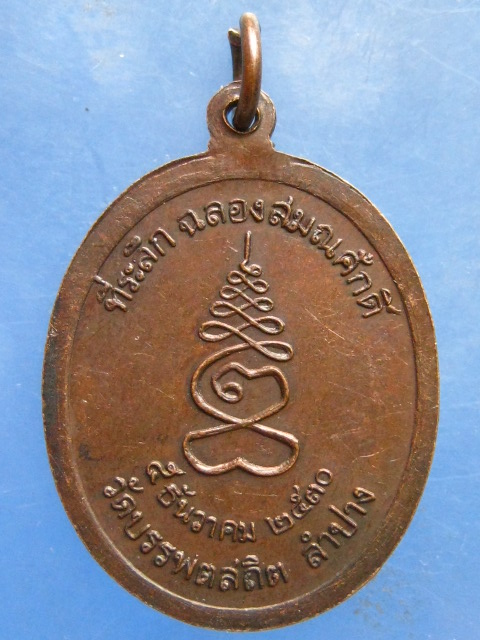 ที่ระลึก ฉลองสมณศักดิ์
๕ ธันวาคม ๒๕๓๐
วัดบรรพตสถิต ลำปาง